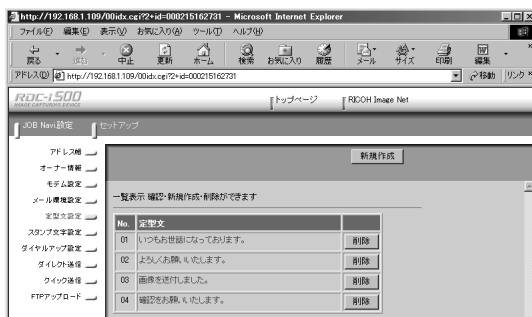 http://192.168.1.109/00idx.cgi?2+id=000215162731 - Microsoft Internet Explorer
ファイル(F) 編集(E) 表示(V) お気に入り(A) ツール(T) ヘルプ(H)
戻る 進む 中止 更新 ホーム 検索 お気に入り 履歴 メール サイズ 印刷 編集
アドレス(D) http://192.168.1.109/00idx.cgi?2+id=000215162731 移動 リンク »
RDC-i500
IMAGE CAPTURING DEVICE
トップページ RICOH Image Net
JOB Navi設定 セットアップ
アドレス帳
オーナー情報
モデム設定
メール環境設定
定型文設定
スタンプ文字設定
ダイヤルアップ設定
ダイレクト送信
クイック送信
FTPアップロード
新規作成
一覧表示 確認・新規作成・削除ができます
No. 定型文
01 いつもお世話になっております。 削除
02 よろしくお願いいたします。 削除
03 画像を送付しました。 削除
04 確認をお願いいたします。 削除